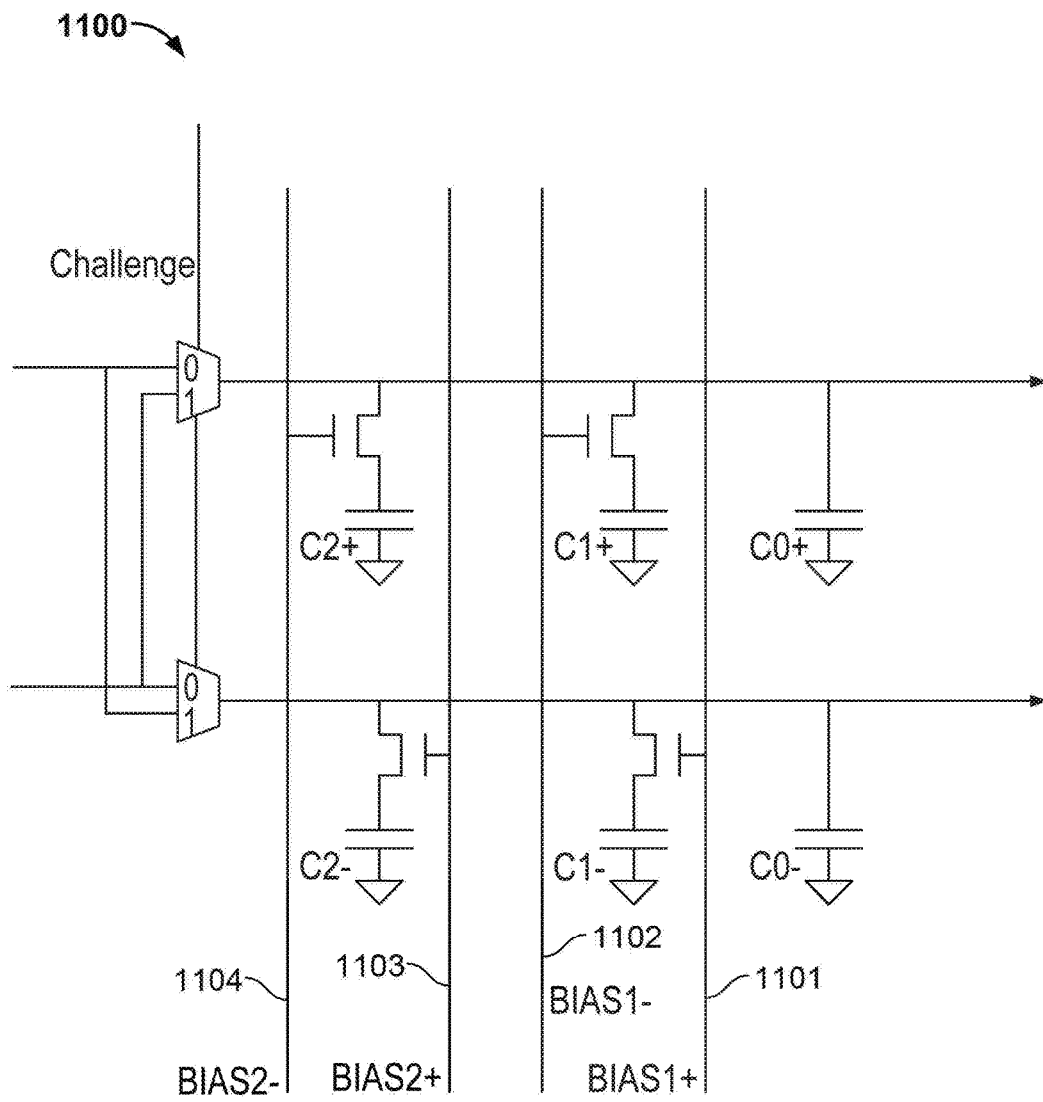 1100
Challenge
0
1
C2+
C1+
C0+
0
1
C2-
C1-
C0-
1102
1104
1103
1101
BIAS1-
BIAS2-
BIAS2+
BIAS1+